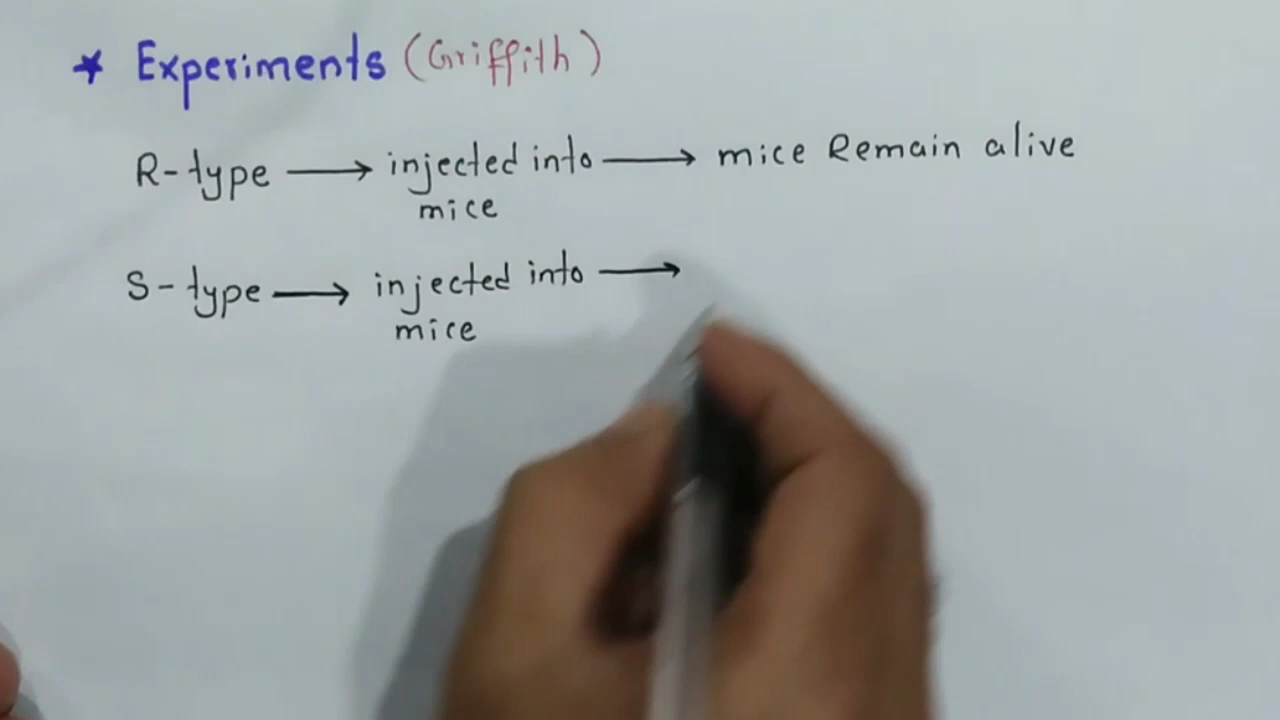 * Experiments (Griffith)
R-type → injected into → mice Remain alive
mice
S-type → injected into →
mice